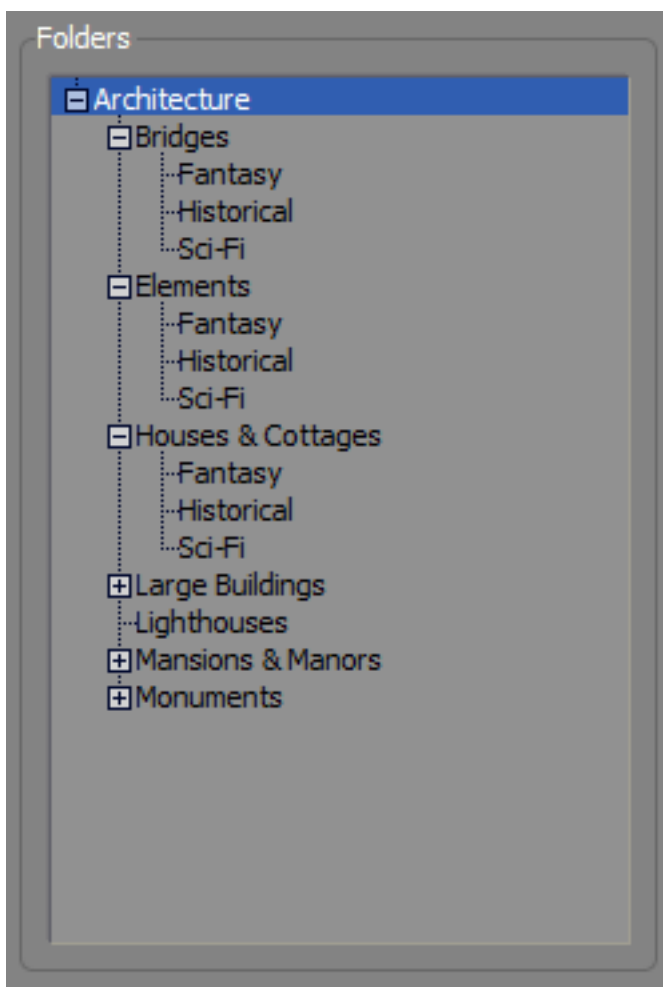 Folders
Architecture
Bridges
Fantasy
Historical
Sci-Fi
Elements
Fantasy
Historical
Sci-Fi
Houses & Cottages
Fantasy
Historical
Sci-Fi
Large Buildings
Lighthouses
Mansions & Manors
Monuments